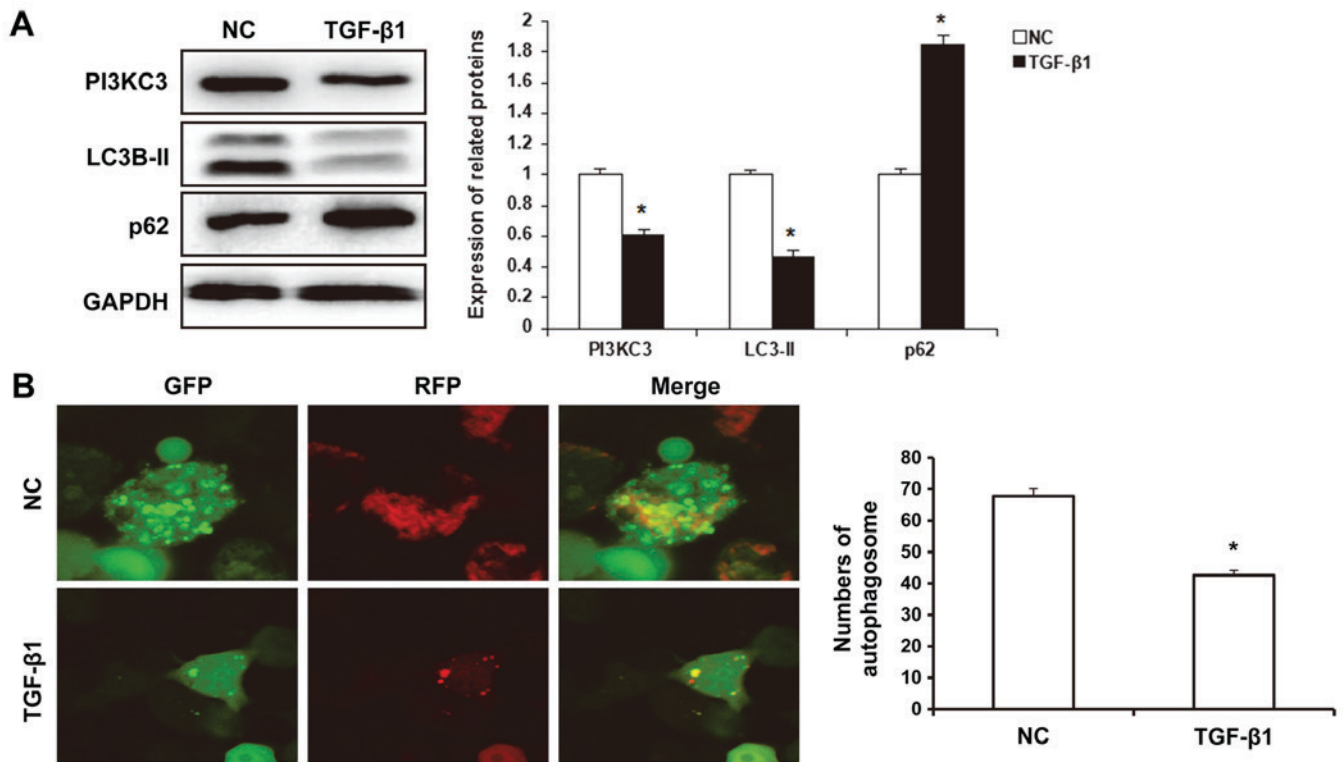 A
NC TGF-β1
PI3KC3
LC3B-II
p62
GAPDH
Expression of related proteins
2
1.8
1.6
1.4
1.2
1
0.8
0.6
0.4
0.2
0
*
*
*
PI3KC3 LC3-II p62
NC
TGF-β1
B
GFP RFP Merge
NC
TGF-β1
Numbers of
autophagosome
80
70
60
50
40
30
20
10
0
*
NC TGF-β1